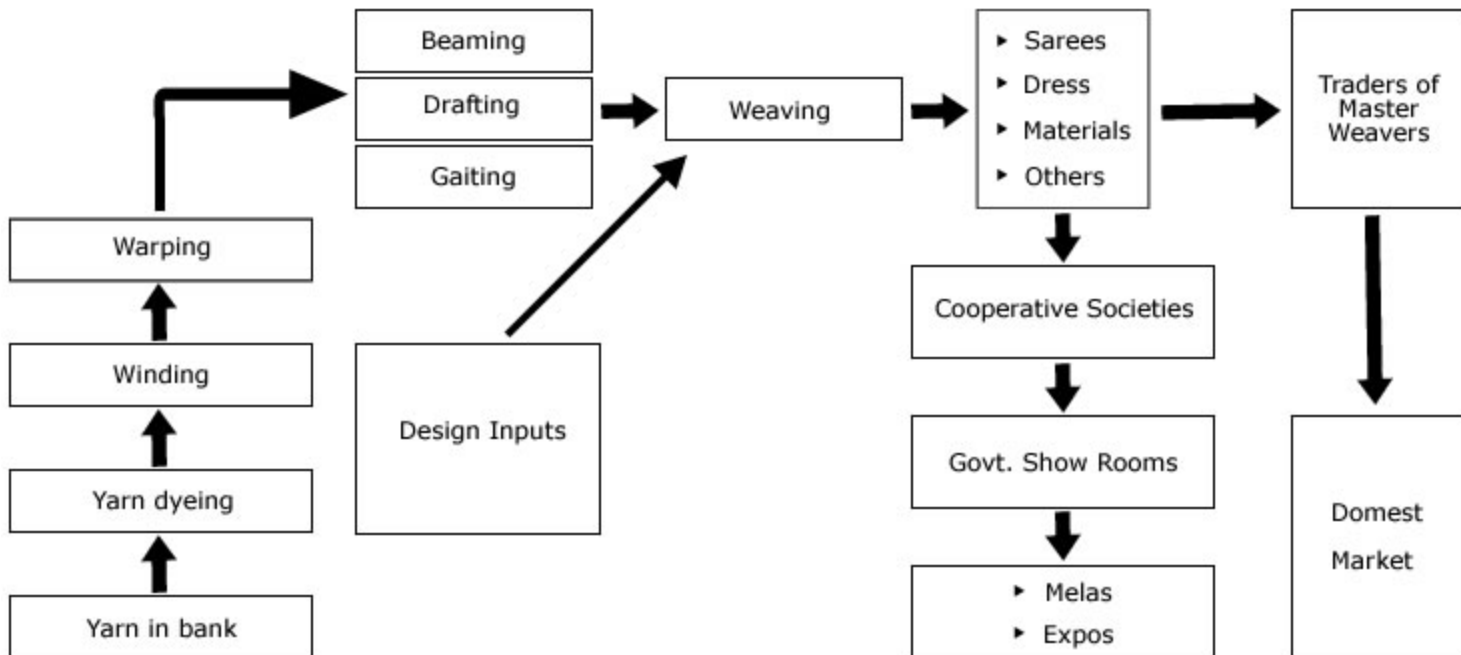 Beaming
Drafting
Gaiting
Weaving
Sarees
Dress
Materials
Others
Traders of
Master
Weavers
Warping
Winding
Yarn dyeing
Yarn in bank
Design Inputs
Cooperative Societies
Govt. Show Rooms
Melas
Expos
Domest
Market